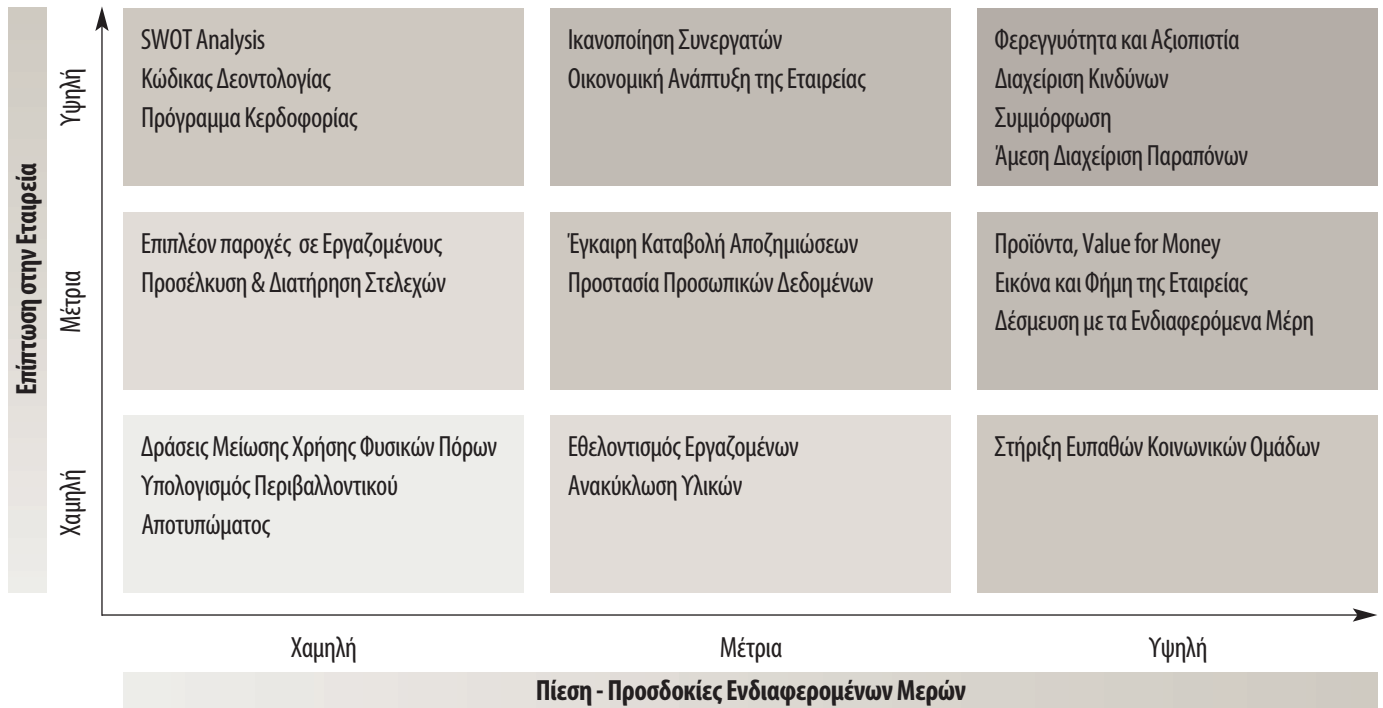 Επίπτωση στην Εταιρεία
Υψηλή
SWOT Analysis
Κώδικας Δεοντολογίας
Πρόγραμμα Κερδοφορίας
Ικανοποίηση Συνεργατών
Οικονομική Ανάπτυξη της Εταιρείας
Φερεγγυότητα και Αξιοπιστία
Διαχείριση Κινδύνων
Συμμόρφωση
Άμεση Διαχείριση Παραπόνων
Μέτρια
Επιπλέον παροχές σε Εργαζομένους
Προσέλκυση & Διατήρηση Στελεχών
Έγκαιρη Καταβολή Αποζημιώσεων
Προστασία Προσωπικών Δεδομένων
Προϊόντα, Value for Money
Εικόνα και Φήμη της Εταιρείας
Δέσμευση με τα Ενδιαφερόμενα Μέρη
Χαμηλή
Δράσεις Μείωσης Χρήσης Φυσικών Πόρων
Υπολογισμός Περιβαλλοντικού
Αποτυπώματος
Εθελοντισμός Εργαζομένων
Ανακύκλωση Υλικών
Στήριξη Ευπαθών Κοινωνικών Ομάδων
Χαμηλή
Μέτρια
Υψηλή
Πίεση - Προσδοκίες Ενδιαφερομένων Μερών